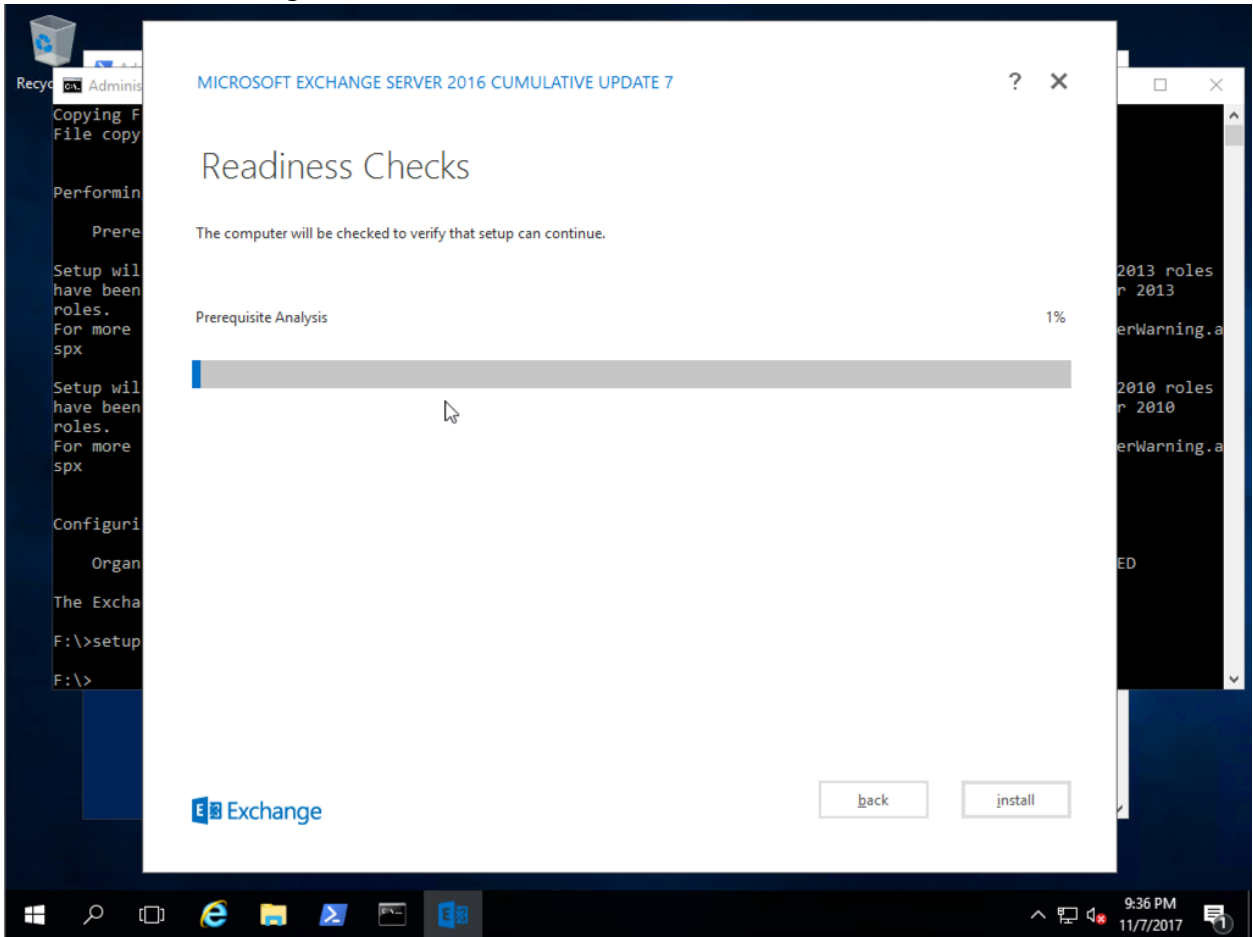 Recyc
Adminis
MICROSOFT EXCHANGE SERVER 2016 CUMULATIVE UPDATE 7
?
Copying F
File copy
Readiness Checks
Performin
Prere
The computer will be checked to verify that setup can continue.
Setup wil
2013 roles
have been
r 2013
roles.
Prerequisite Analysis
1%
For more
erWarning.a
spx
Setup wil
2010 roles
have been
r 2010
roles.
For more
erWarning.a
spx
Configuri
Organ
ED
The Excha
F:\>setup
F:\>
back
install
E Exchange
9:36 PM
11/7/2017
1